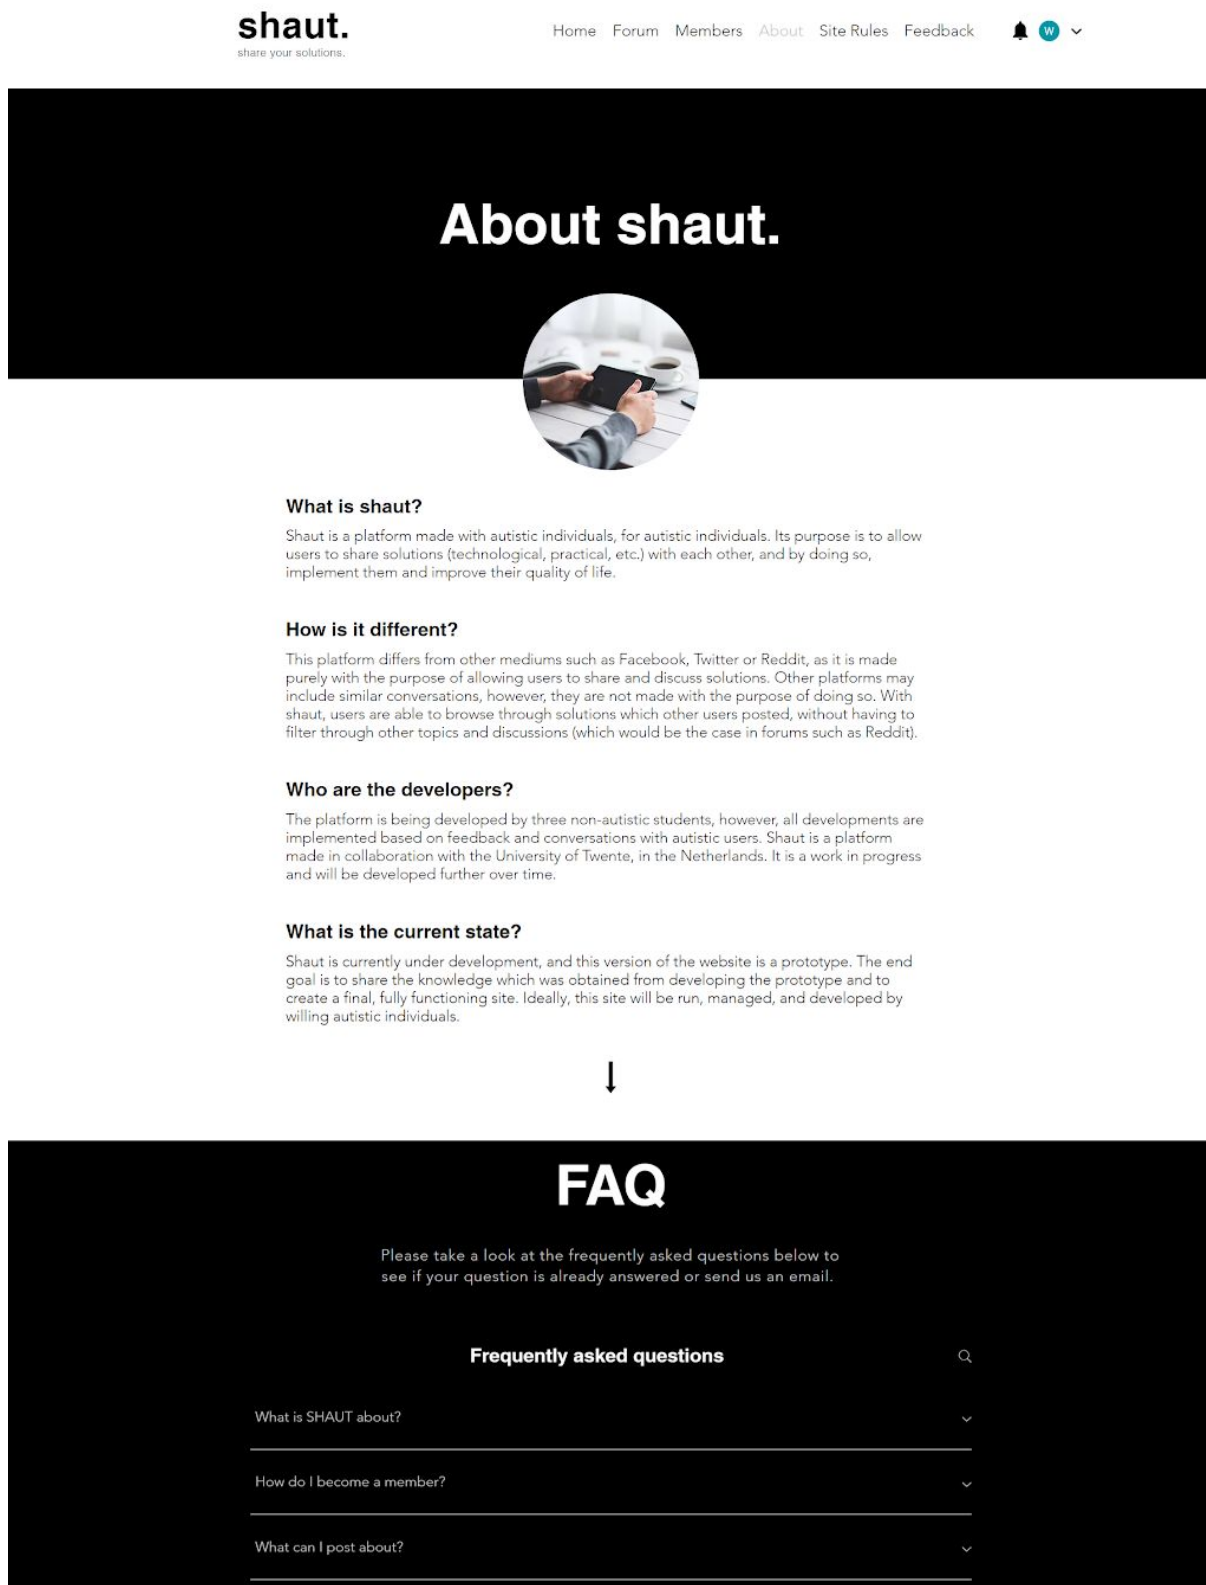 shaut.
share your solutions.
Home Forum Members About Site Rules Feedback W
About shaut.
What is shaut?
Shaut is a platform made with autistic individuals, for autistic individuals. Its purpose is to allow
users to share solutions (technological, practical, etc.) with each other, and by doing so,
implement them and improve their quality of life.
How is it different?
This platform differs from other mediums such as Facebook, Twitter or Reddit, as it is made
purely with the purpose of allowing users to share and discuss solutions. Other platforms may
include similar conversations, however, they are not made with the purpose of doing so. With
shaut, users are able to browse through solutions which other users posted, without having to
filter through other topics and discussions (which would be the case in forums such as Reddit).
Who are the developers?
The platform is being developed by three non-autistic students, however, all developments are
implemented based on feedback and conversations with autistic users. Shaut is a platform
made in collaboration with the University of Twente, in the Netherlands. It is a work in progress
and will be developed further over time.
What is the current state?
Shaut is currently under development, and this version of the website is a prototype. The end
goal is to share the knowledge which was obtained from developing the prototype and to
create a final, fully functioning site. Ideally, this site will be run, managed, and developed by
willing autistic individuals.
FAQ
Please take a look at the frequently asked questions below to
see if your question is already answered or send us an email.
Frequently asked questions
What is SHAUT about?
How do I become a member?
What can I post about?